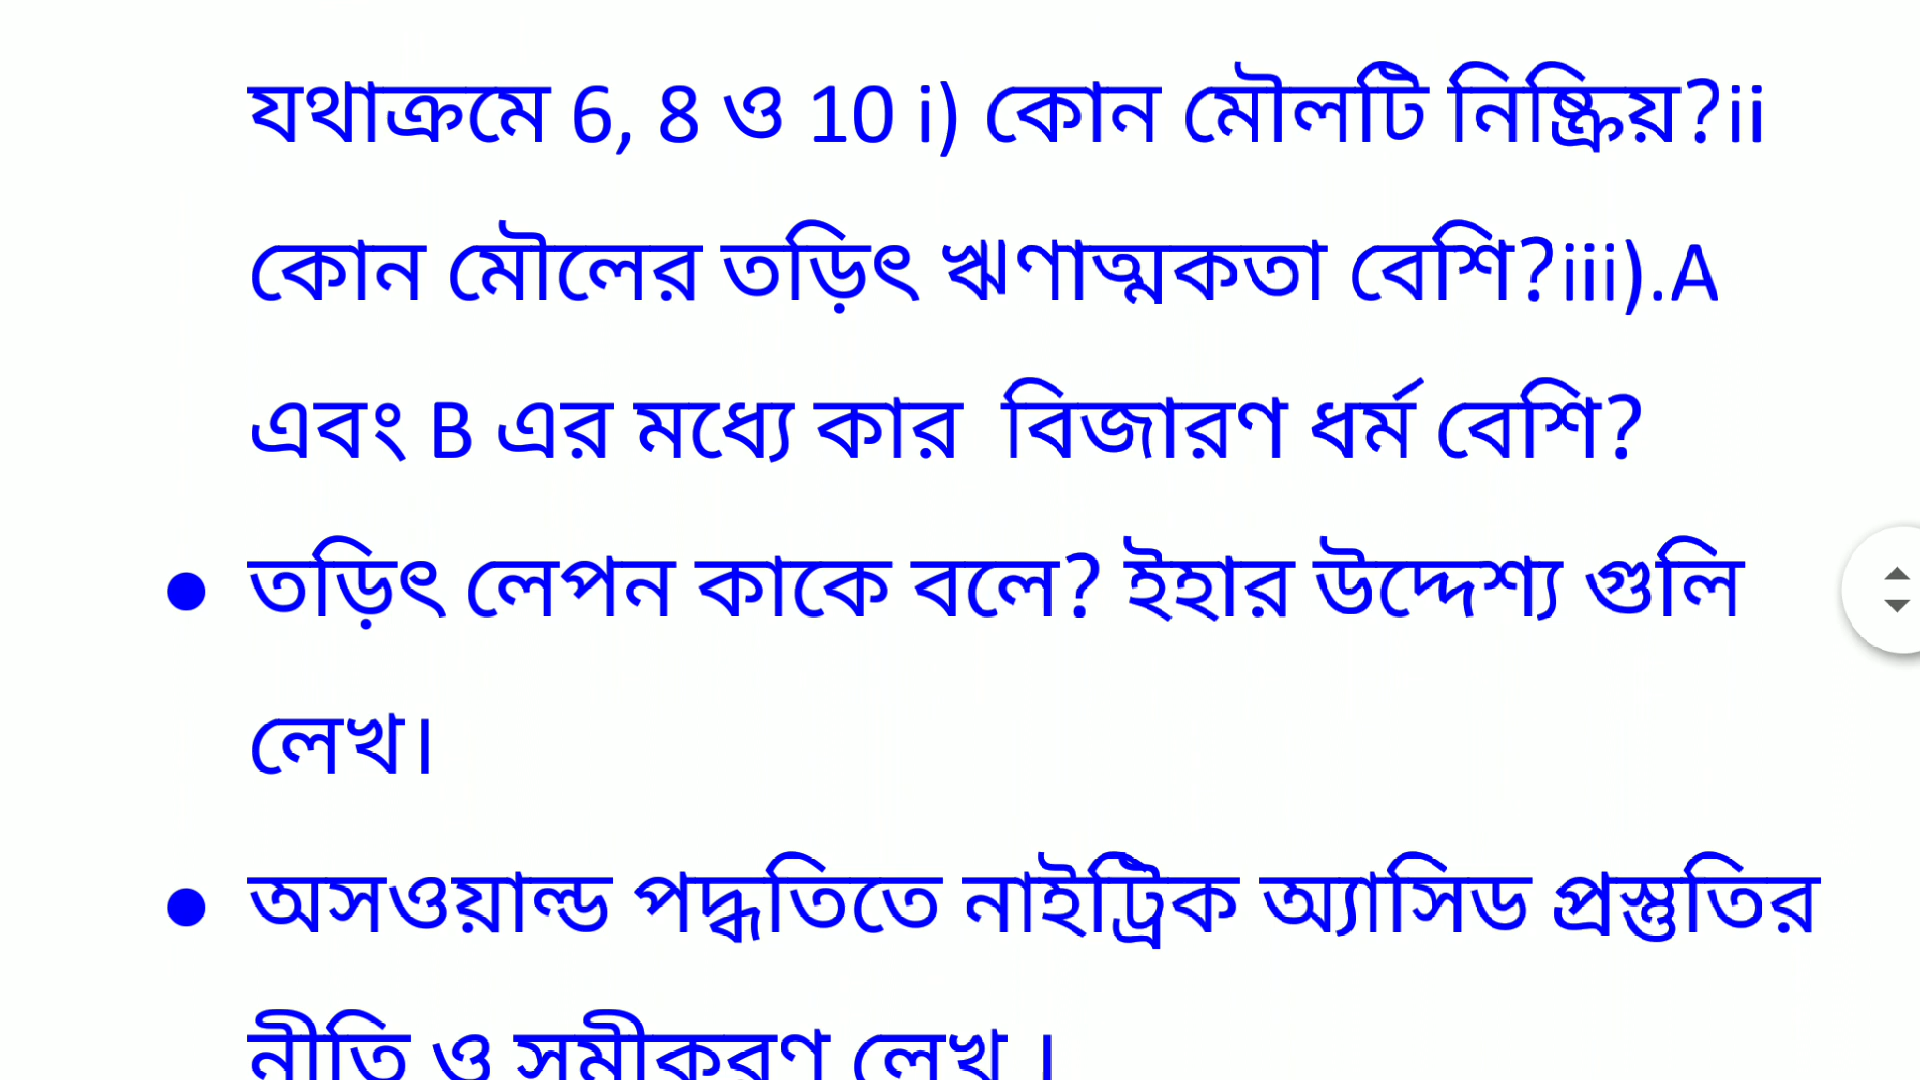 যথাক্রমে 6, 8 ও 10 i) কোন মৌলটি নিষ্ক্রিয়?ii
কোন মৌলের তড়িৎ ঋণাত্মকতা বেশি?iii).A
এবং B এর মধ্যে কার বিজারণ ধর্ম বেশি?
● তড়িৎ লেপন কাকে বলে? ইহার উদ্দেশ্য গুলি
লেখ।
● অসওয়াল্ড পদ্ধতিতে নাইট্রিক অ্যাসিড প্রস্তুতির
নীতি ও সমীকরণ লেখ ।